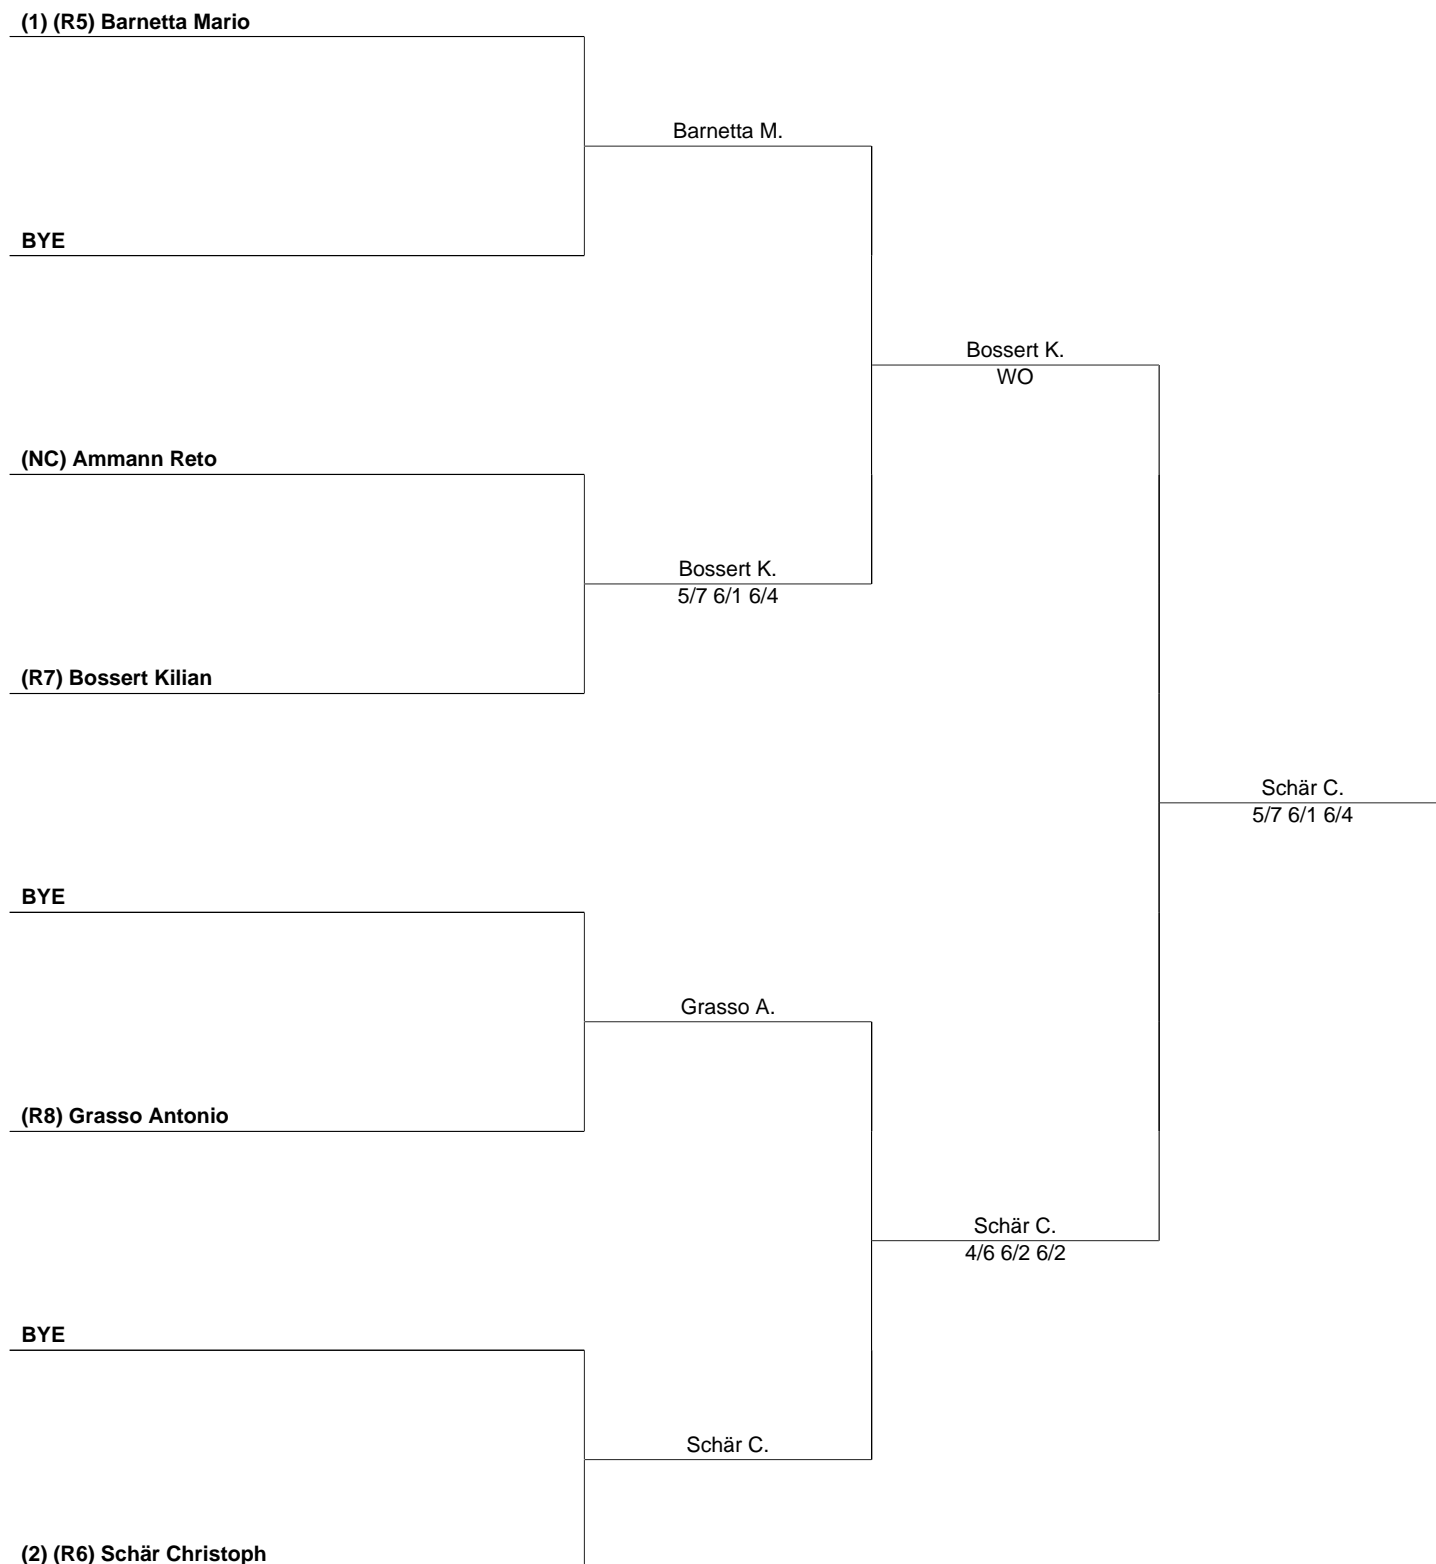 (1) (R5) Barnetta Mario
Barnetta M.
BYE
Bossert K.
WO
(NC) Ammann Reto
Bossert K.
5/7 6/1 6/4
(R7) Bossert Kilian
Schär C.
5/7 6/1 6/4
BYE
Grasso A.
(R8) Grasso Antonio
Schär C.
4/6 6/2 6/2
BYE
Schär C.
(2) (R6) Schär Christoph